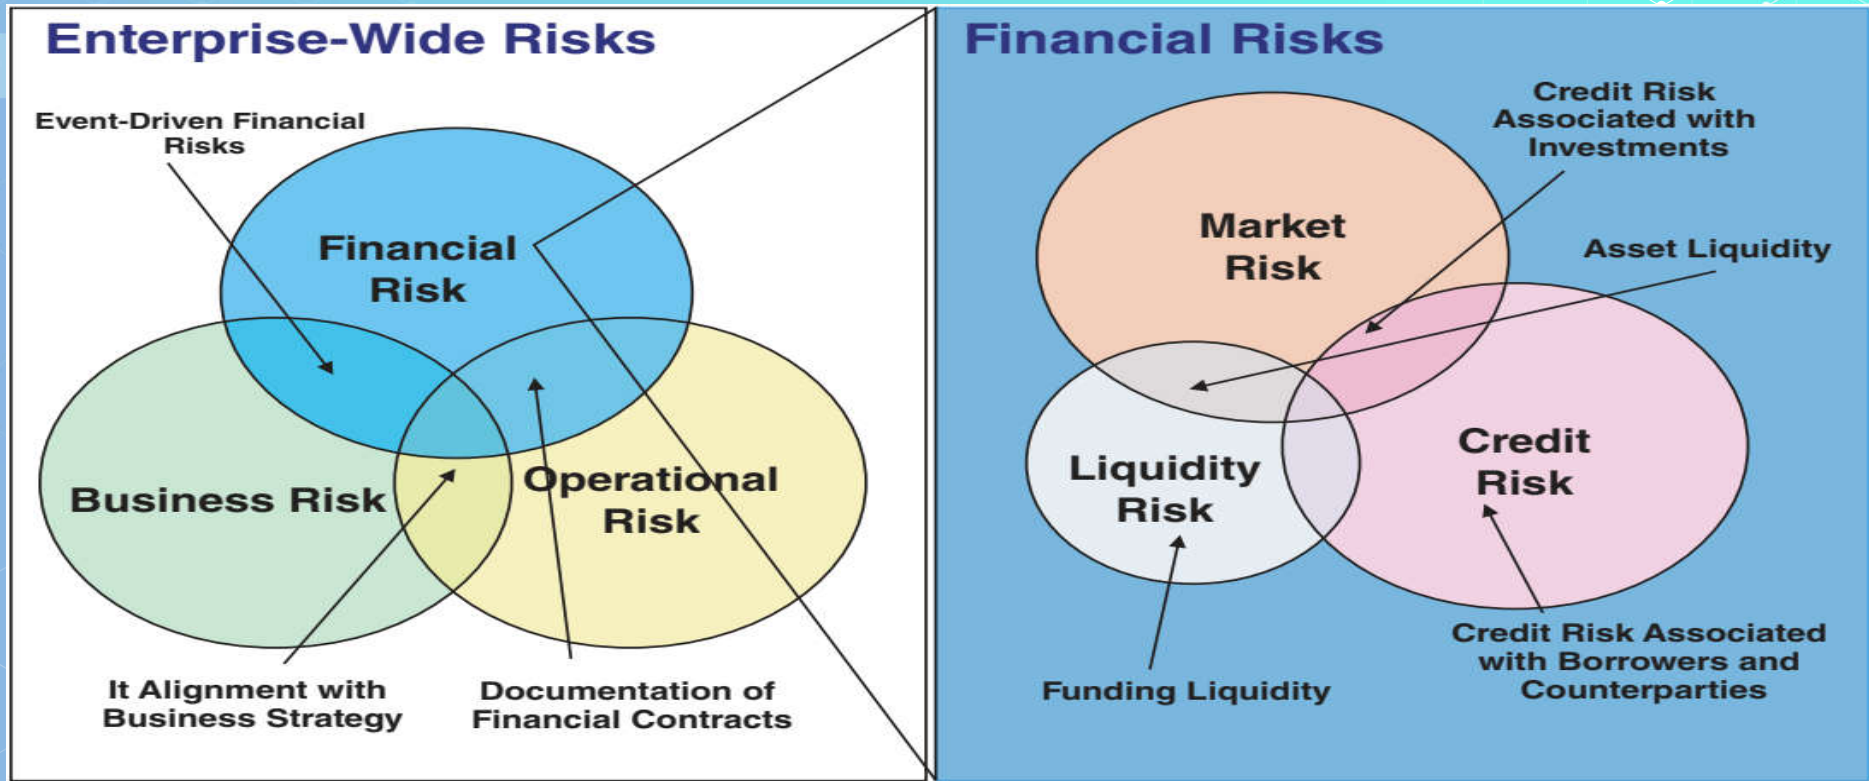 Enterprise-Wide Risks
Event-Driven Financial
Risks
Financial
Risk
Business Risk
Operational
Risk
It Alignment with
Business Strategy
Documentation of
Financial Contracts
Financial Risks
Credit Risk
Associated with
Investments
Market
Risk
Asset Liquidity
Liquidity
Risk
Credit
Risk
Funding Liquidity
Credit Risk Associated
with Borrowers and
Counterparties